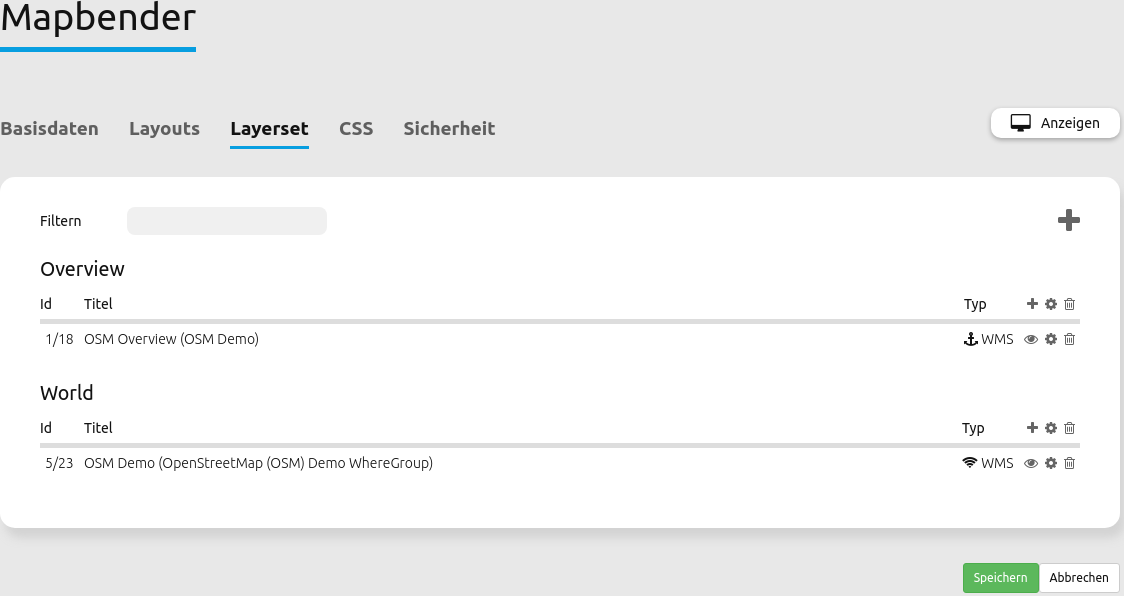 Mapbender
Basisdaten Layouts Layerset CSS Sicherheit Anzeigen
Filtern
Overview
Id Titel Typ
1/18 OSM Overview (OSM Demo) WMS
World
Id Titel Typ
5/23 OSM Demo (OpenStreetMap (OSM) Demo WhereGroup) WMS
Speichern Abbrechen